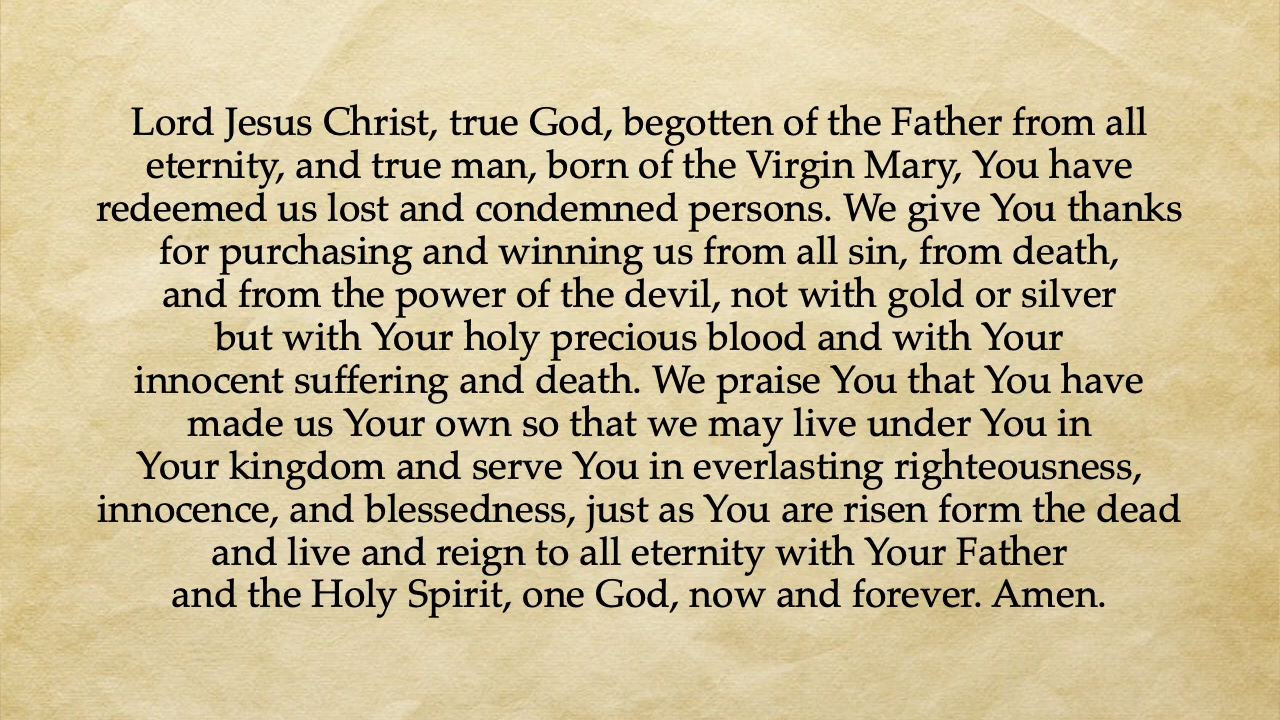 Lord Jesus Christ, true God, begotten of the Father from all
eternity, and true man, born of the Virgin Mary, You have
redeemed us lost and condemned persons. We give You thanks
for purchasing and winning us from all sin, from death,
and from the power of the devil, not with gold or silver
but with Your holy precious blood and with Your
innocent suffering and death. We praise You that You have
made us Your own so that we may live under You in
Your kingdom and serve You in everlasting righteousness,
innocence, and blessedness, just as You are risen form the dead
and live and reign to all eternity with Your Father
and the Holy Spirit, one God, now and forever. Amen.